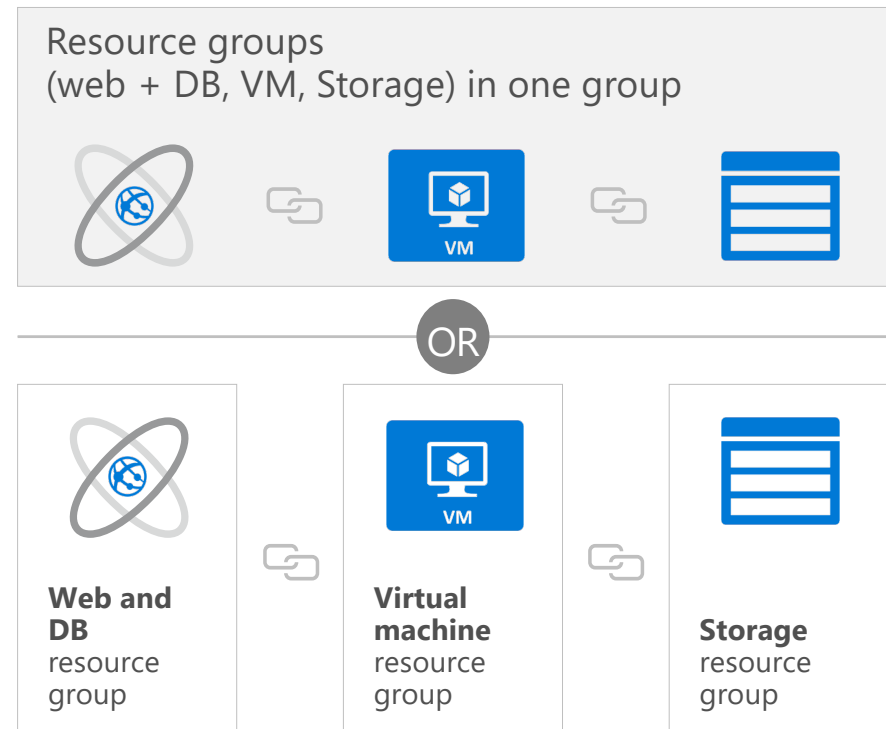 Resource groups
(web + DB, VM, Storage) in one group
VM
OR
VM
Web and
DB
resource
group
Virtual
machine
resource
group
Storage
resource
group